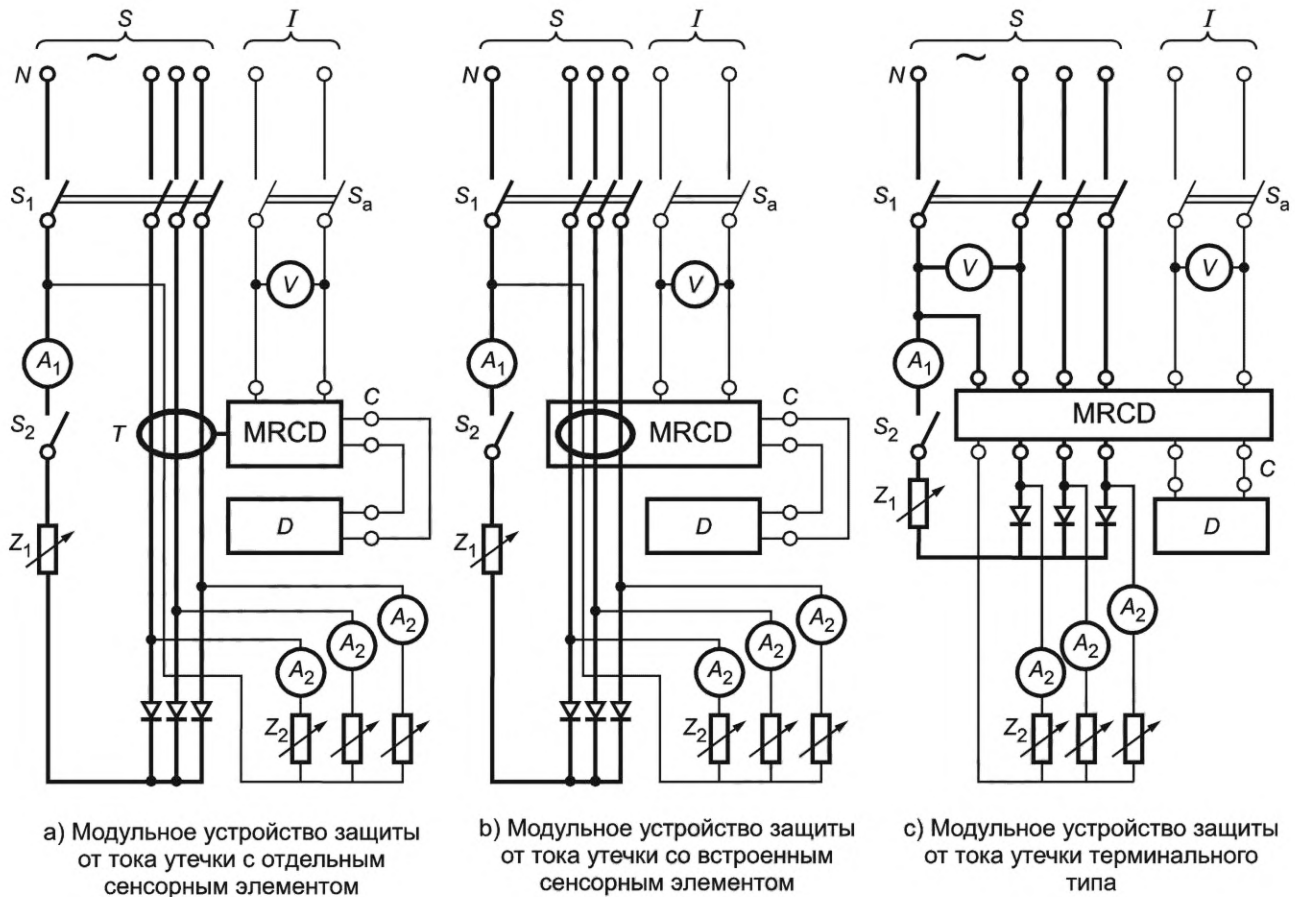 S
I
S
I
S
I
~
~
N
N
N
S1
Sa
S1
Sa
S1
Sa
V
V
V
V
A1
A1
A1
C
C
S2
T
MRCD
S2
MRCD
S2
MRCD
C
Z1
D
Z1
D
Z1
D
A2
A2
A2
A2
A2
A2
A2
A2
A2
Z2
Z2
Z2
a) Модульное устройство защиты
от тока утечки с отдельным
сенсорным элементом
b) Модульное устройство защиты
от тока утечки со встроенным
сенсорным элементом
c) Модульное устройство защиты
от тока утечки терминального
типа